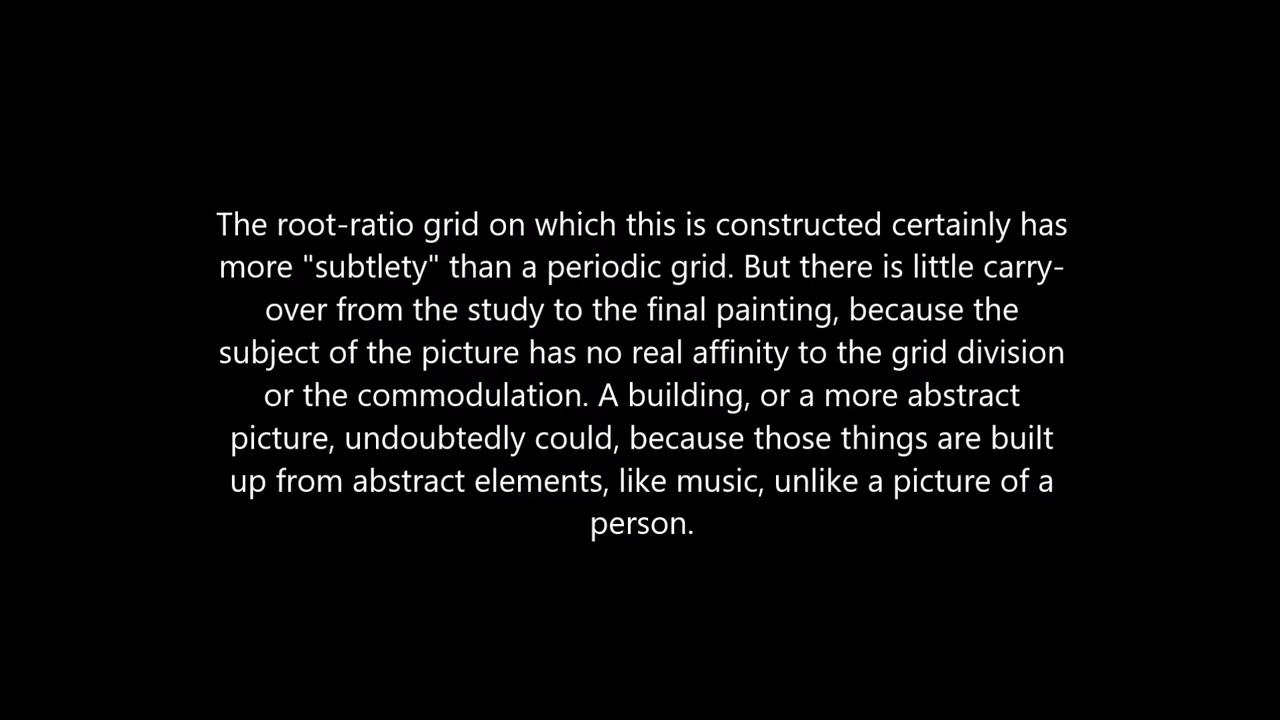 The root-ratio grid on which this is constructed certainly has
more "subtlety" than a periodic grid. But there is little carry-
over from the study to the final painting, because the
subject of the picture has no real affinity to the grid division
or the commodulation. A building, or a more abstract
picture, undoubtedly could, because those things are built
up from abstract elements, like music, unlike a picture of a
person.